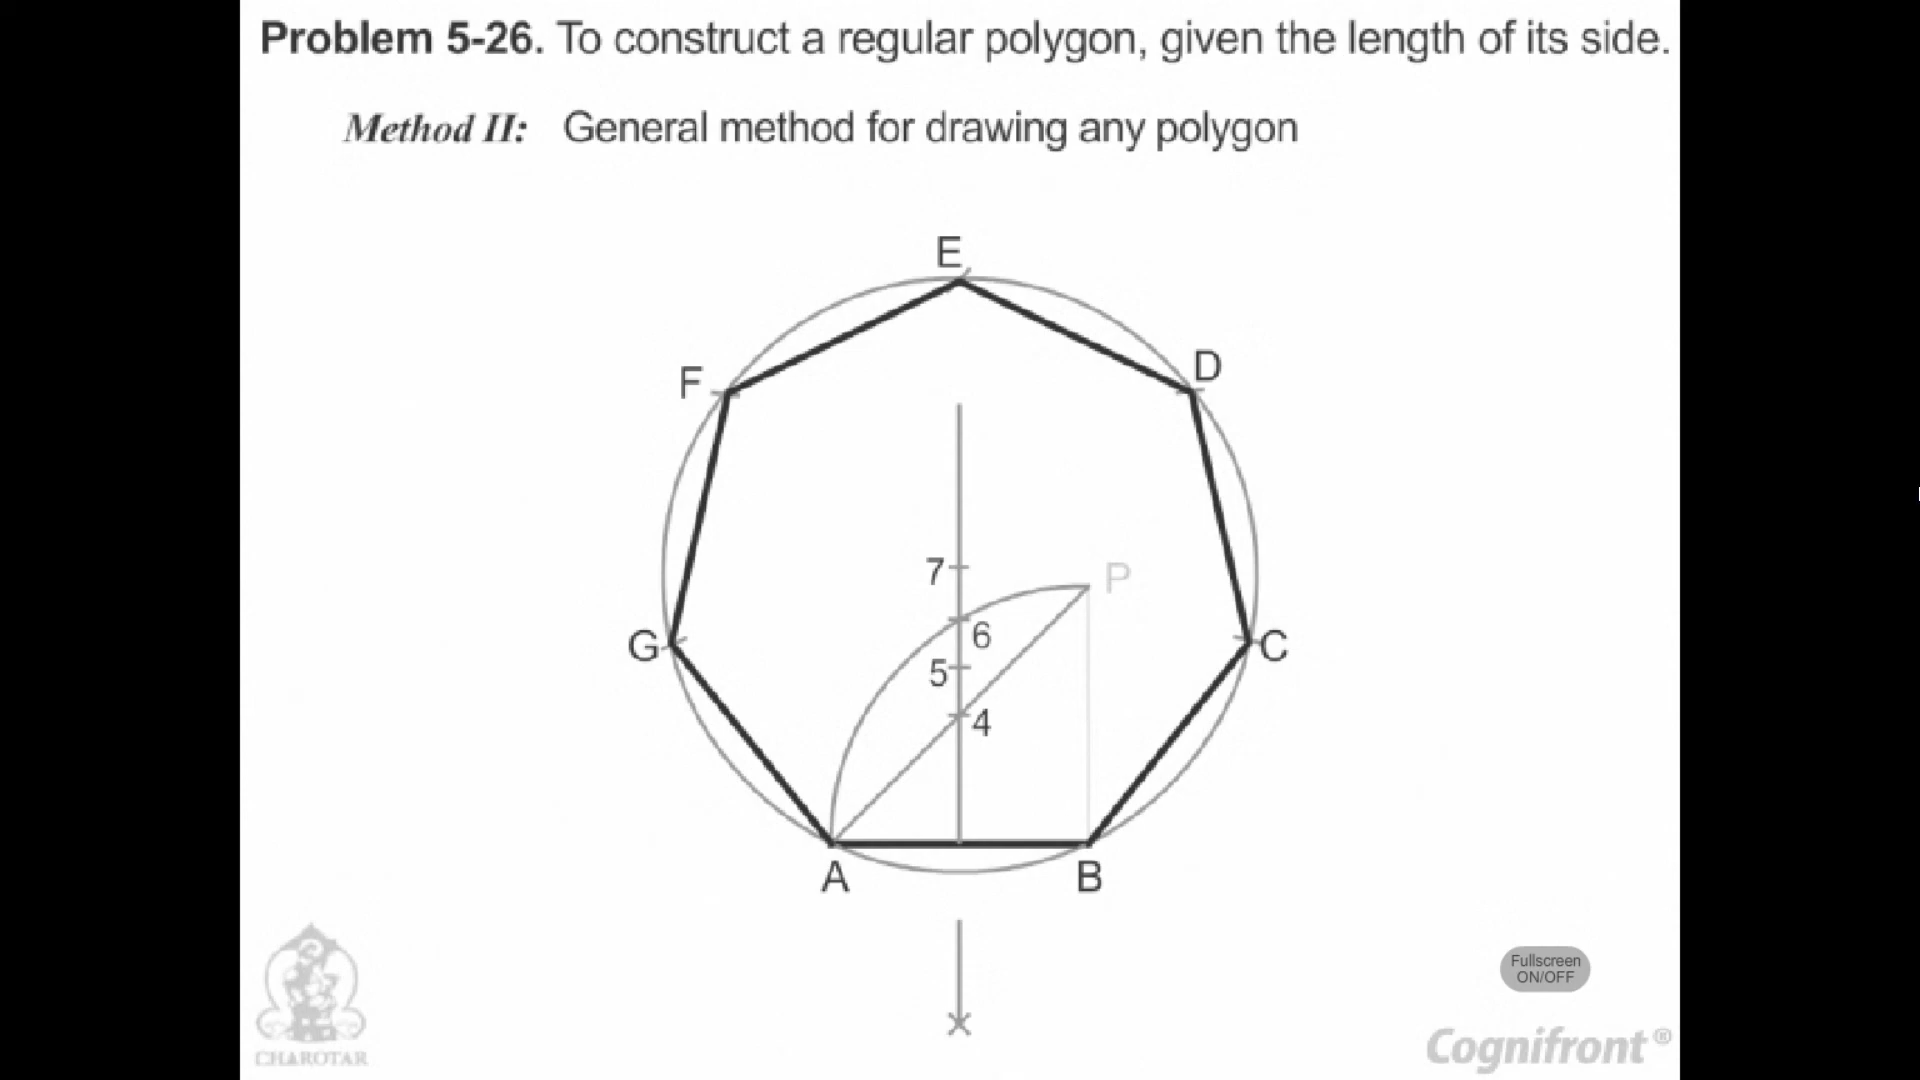 Problem 5-26. To construct a regular polygon, given the length of its side.
Method II: General method for drawing any polygon
E
D
F
7
P
6
G
C
5
4
A
B
Fullscreen
ON/OFF
Cognifront®
CHAROTAR